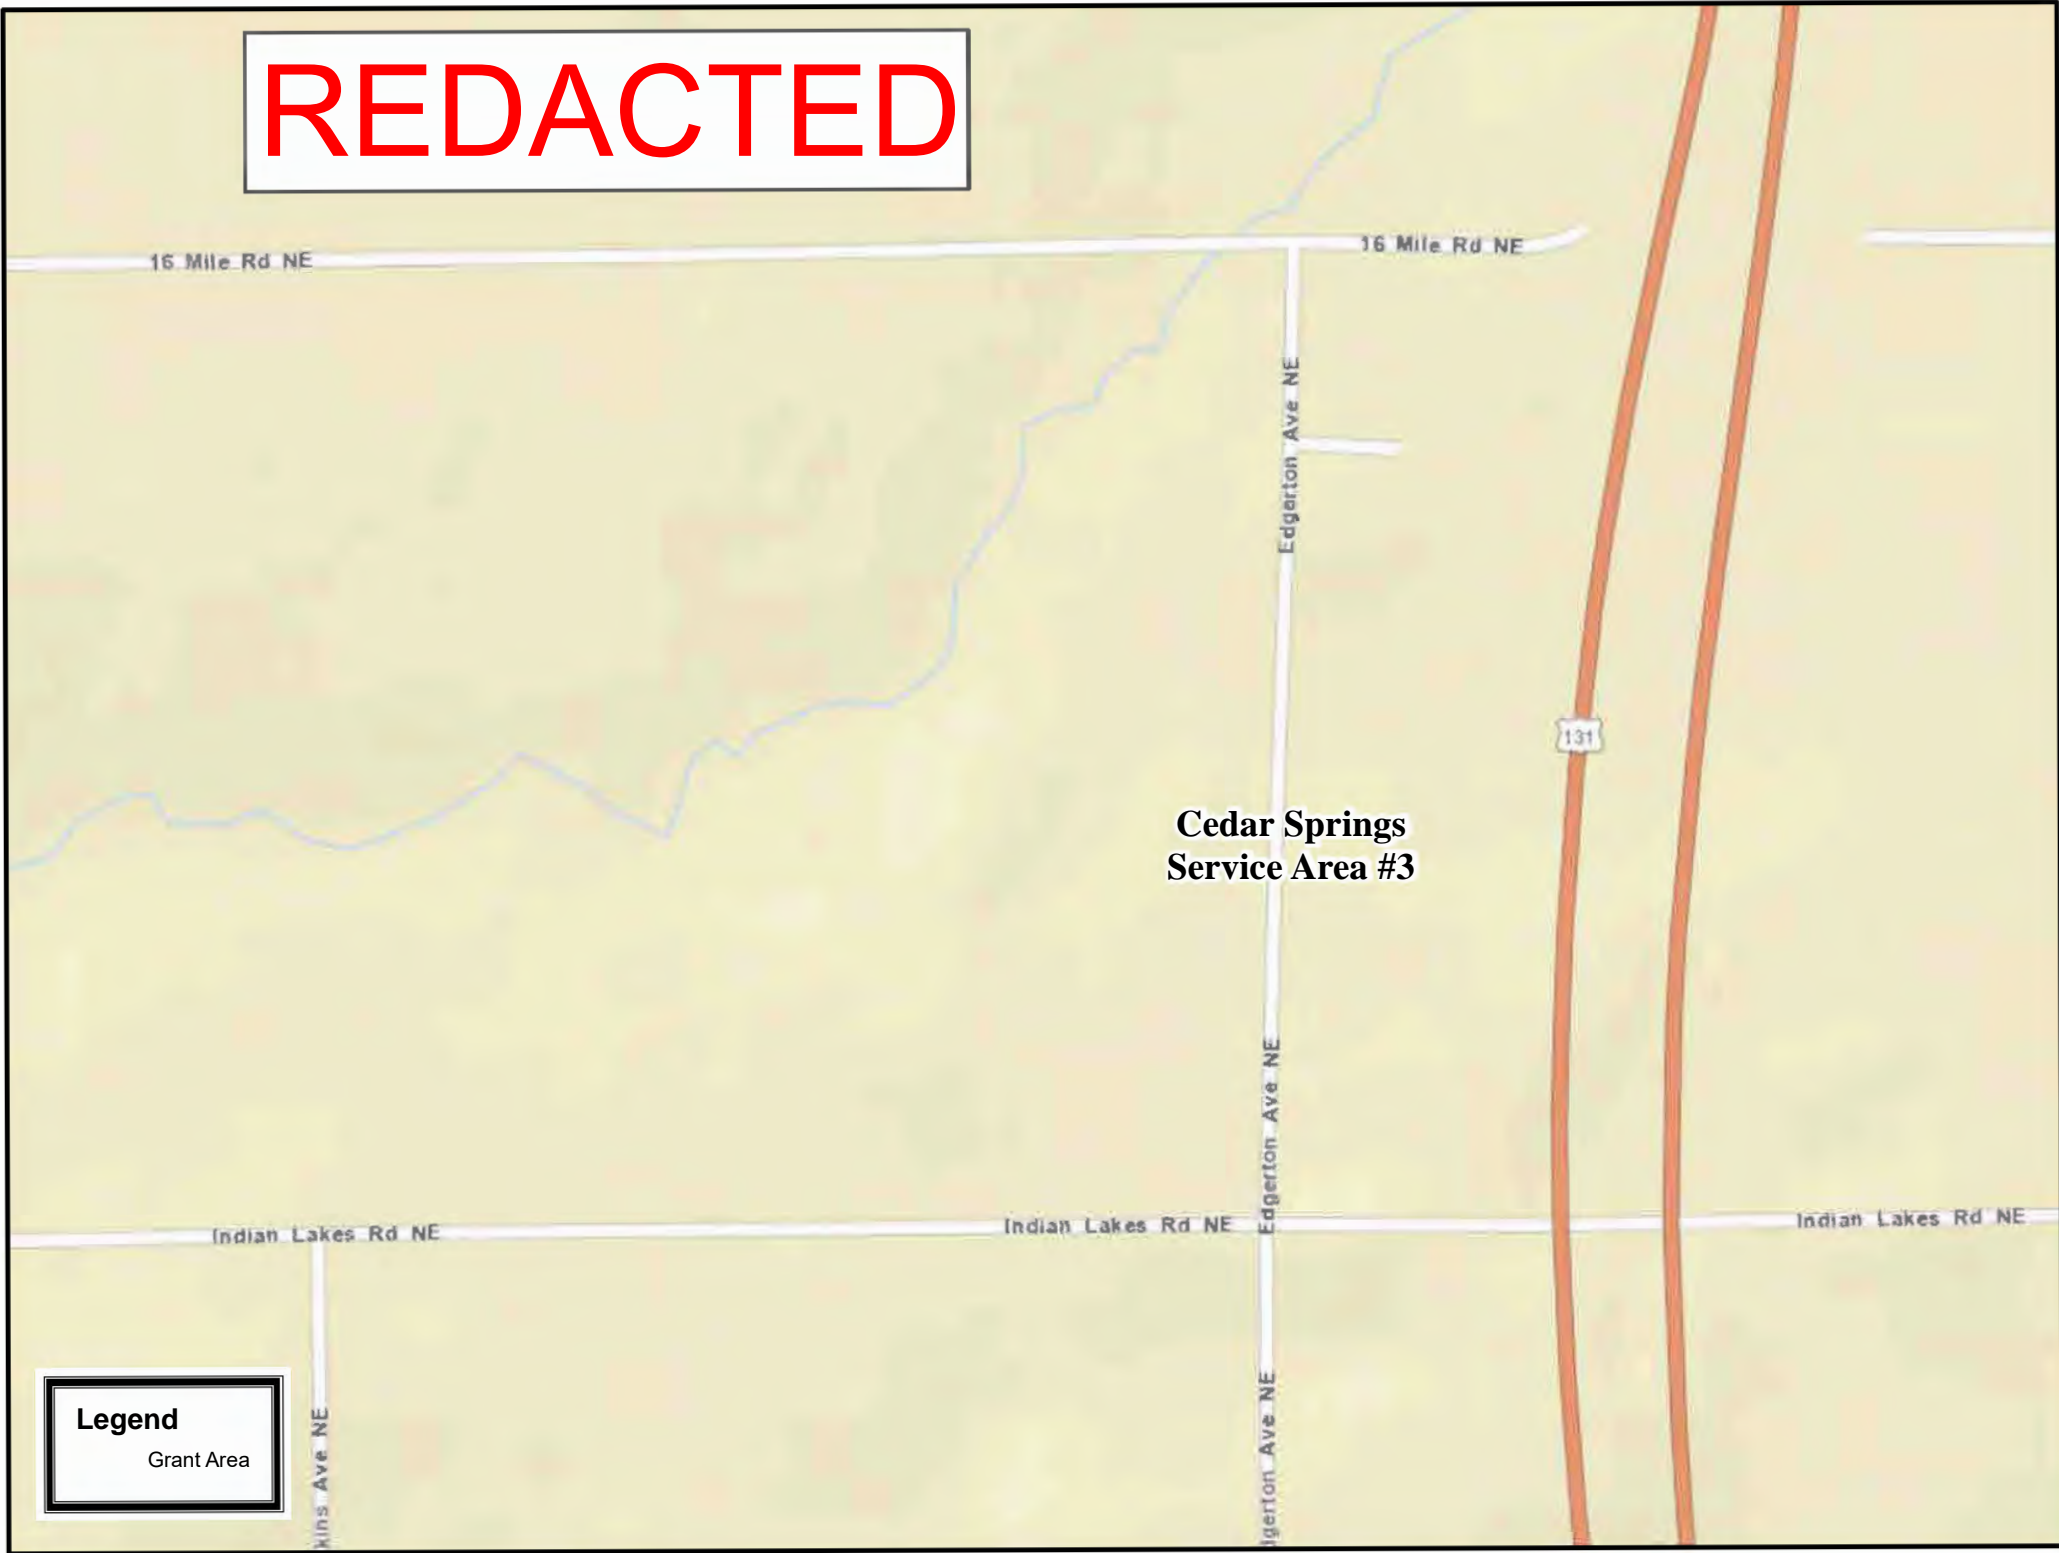 REDACTED
16 Mile Rd NE
16 Mile Rd NE
Edgerton Ave NE
131
Cedar Springs
Service Area #3
Edgerton Ave NE
Indian Lakes Rd NE
Indian Lakes Rd NE
Indian Lakes Rd NE
Legend
Grant Area
kins Ave NE
dgerton Ave NE